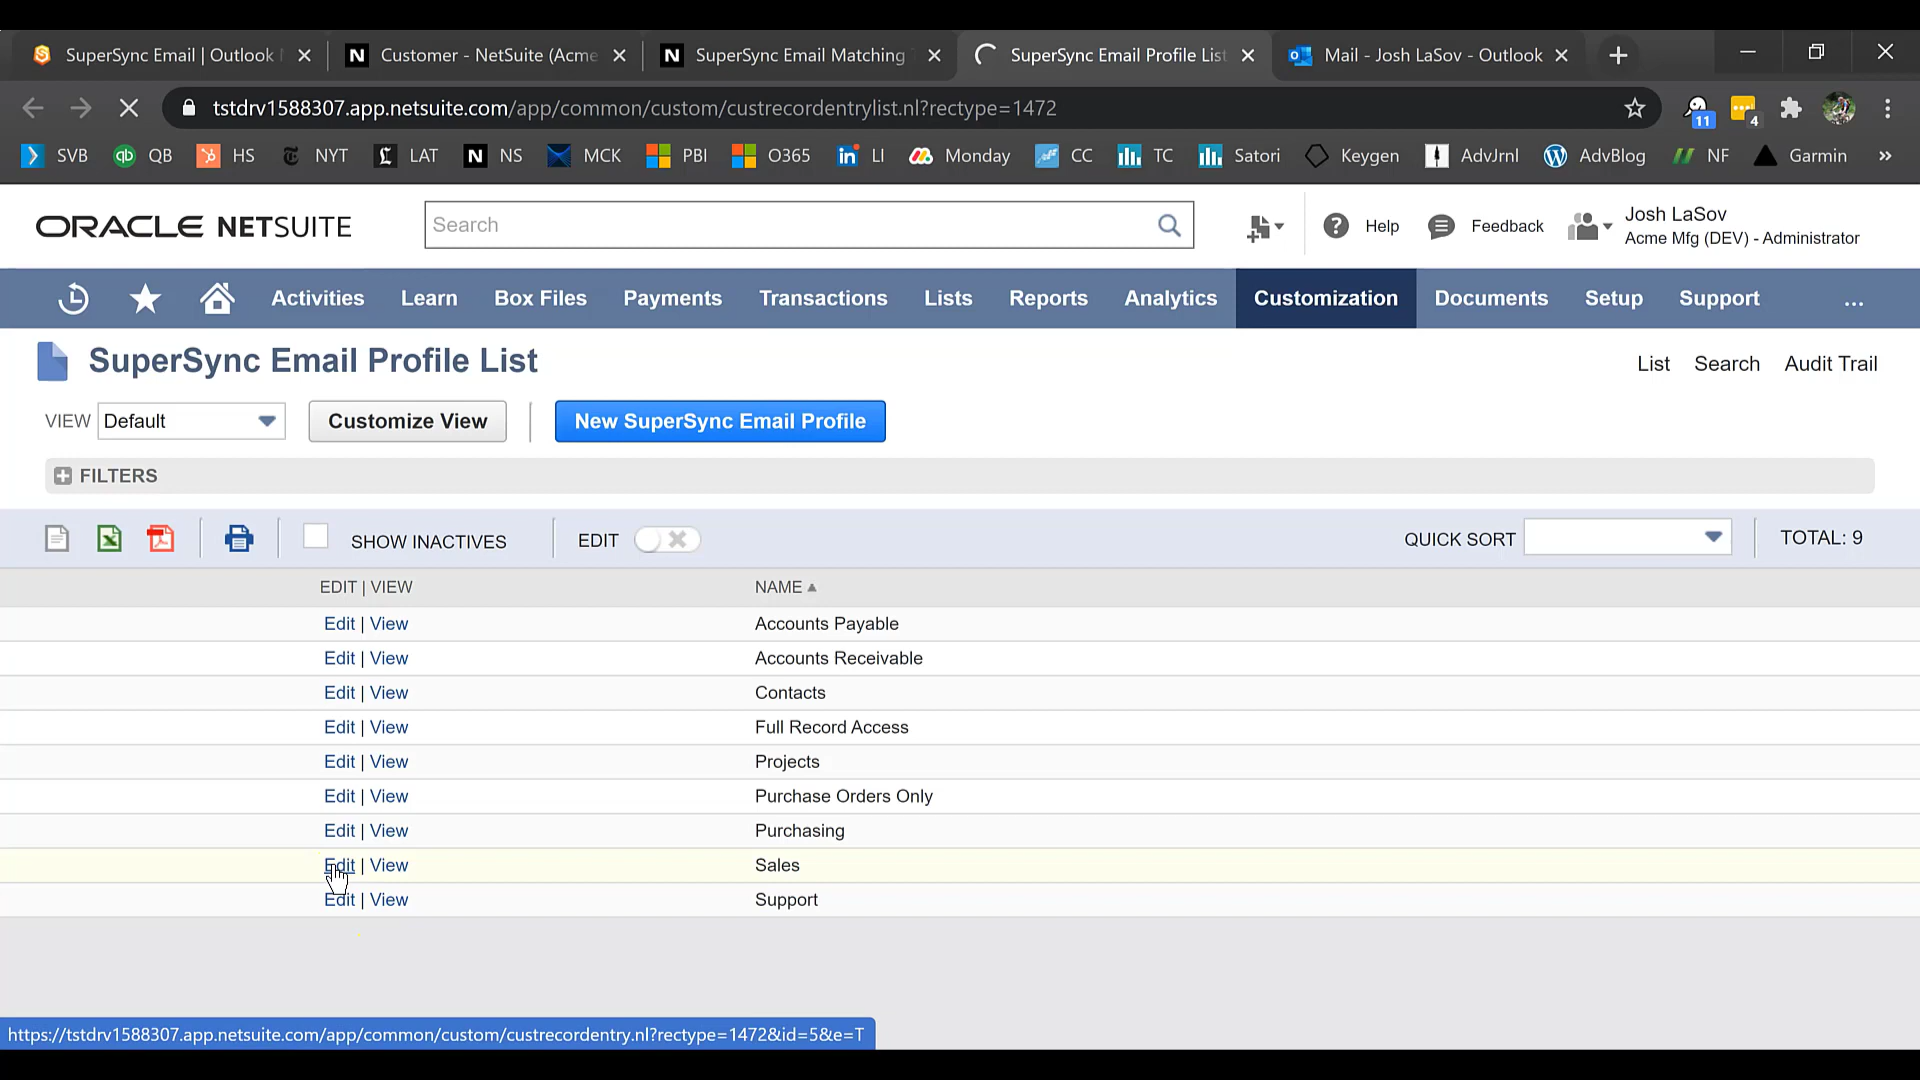 SuperSync Email | Outlook
Customer - NetSuite (Acme
SuperSync Email Matching
SuperSync Email Profile List
Mail - Josh LaSov - Outlook
tstdrv1588307.app.netsuite.com/app/common/custom/custrecordentrylist.nl?rectype=1472
11
4
SVB
QB
HS
NYT
LAT
NS
MCK
PBI
O365
LI
Monday
CC
TC
Satori
Keygen
AdvJrnl
AdvBlog
NF
Garmin
»
ORACLE NETSUITE
Search
Help
Feedback
Josh LaSov
Acme Mfg (DEV) - Administrator
Activities
Learn
Box Files
Payments
Transactions
Lists
Reports
Analytics
Customization
Documents
Setup
Support
...
SuperSync Email Profile List
List
Search
Audit Trail
VIEW
Default
Customize View
New SuperSync Email Profile
FILTERS
SHOW INACTIVES
EDIT
QUICK SORT
TOTAL: 9
EDIT | VIEW
NAME
Edit | View
Accounts Payable
Edit | View
Accounts Receivable
Edit | View
Contacts
Edit | View
Full Record Access
Edit | View
Projects
Edit | View
Purchase Orders Only
Edit | View
Purchasing
Edit | View
Sales
Edit | View
Support
https://tstdrv1588307.app.netsuite.com/app/common/custom/custrecordentry.nl?rectype=1472&id=5&e=T